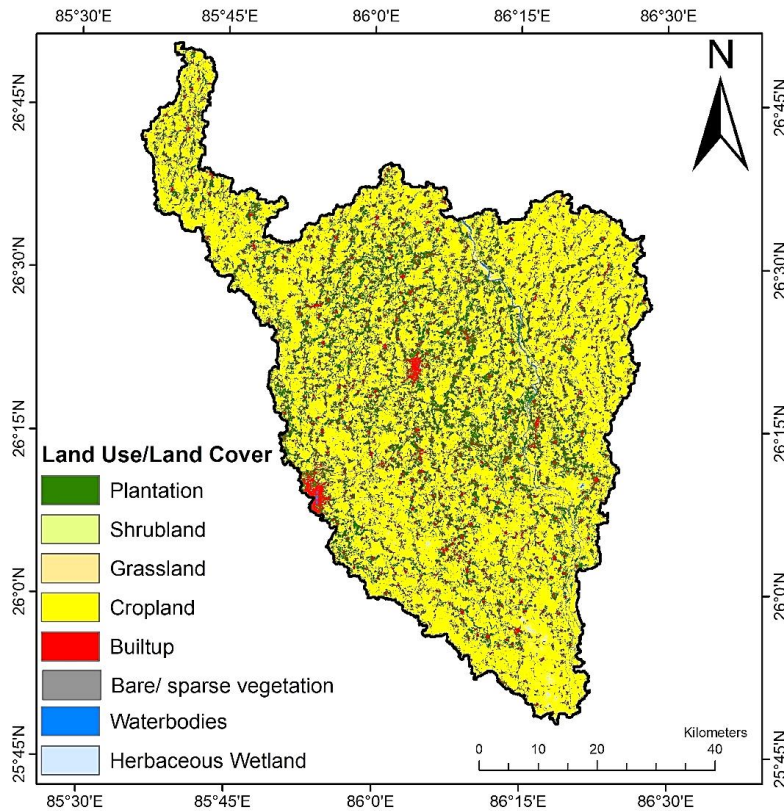 85°30'E 85°45'E 86°0'E 86°15'E 86°30'E
N
26°45'N 26°45'N
26°30'N 26°30'N
26°15'N 26°15'N
Land Use/Land Cover
Plantation
Shrubland
Grassland
Cropland
26°0'N 26°0'N
Builtup
Bare/ sparse vegetation
Waterbodies
Herbaceous Wetland
Kilometers
0 10 20 40
25°45'N 25°45'N
85°30'E 85°45'E 86°0'E 86°15'E 86°30'E